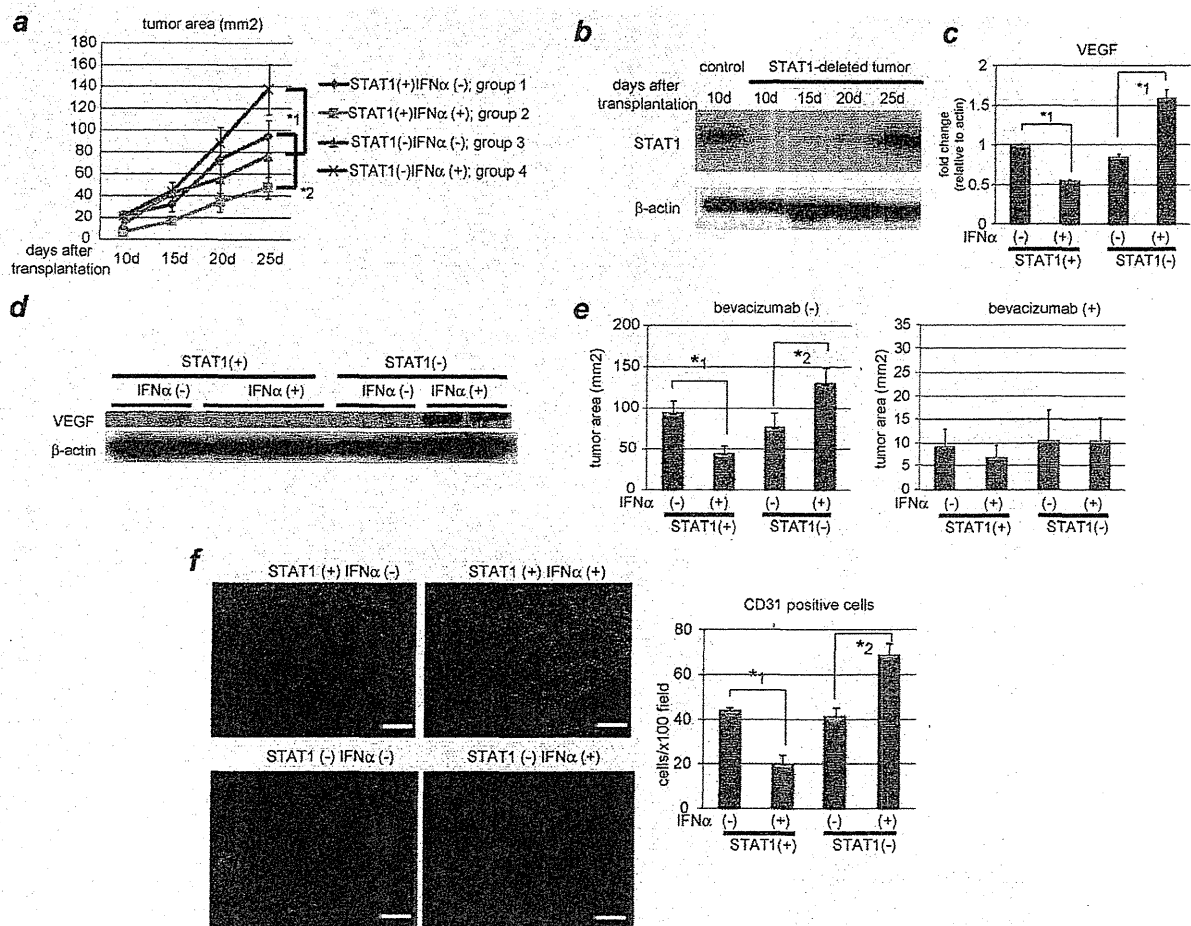 a
tumor area (mm2)
180
160
140
120
100
80
60
40
20
0
*1
*2
days after
transplantation
10d 15d 20d 25d
STAT1(+)IFNα (-); group 1
STAT1(+)IFNα (+); group 2
STAT1(-)IFNα (-); group 3
STAT1(-)IFNα (+); group 4
b
control STAT1-deleted tumor
days after
transplantation
10d 10d 15d 20d 25d
STAT1
β-actin
c
VEGF
fold change
(relative to actin)
2
1.5
1
0.5
0
*1
*1
IFNα (-) (+) (-) (+)
STAT1(+) STAT1(-)
d
STAT1(+) STAT1(-)
IFNα (-) IFNα (+) IFNα (-) IFNα (+)
VEGF
β-actin
e
bevacizumab (-)
tumor area (mm2)
200
150
100
50
0
*1
*2
IFNα (-) (+) (-) (+)
STAT1(+) STAT1(-)
bevacizumab (+)
tumor area (mm2)
35
30
25
20
15
10
5
0
IFNα (-) (+) (-) (+)
STAT1(+) STAT1(-)
f
STAT1 (+) IFNα (-) STAT1 (+) IFNα (+)
STAT1 (-) IFNα (-) STAT1 (-) IFNα (+)
CD31 positive cells
cells/x100 field
80
60
40
20
0
*1
*2
IFNα (-) (+) (-) (+)
STAT1(+) STAT1(-)